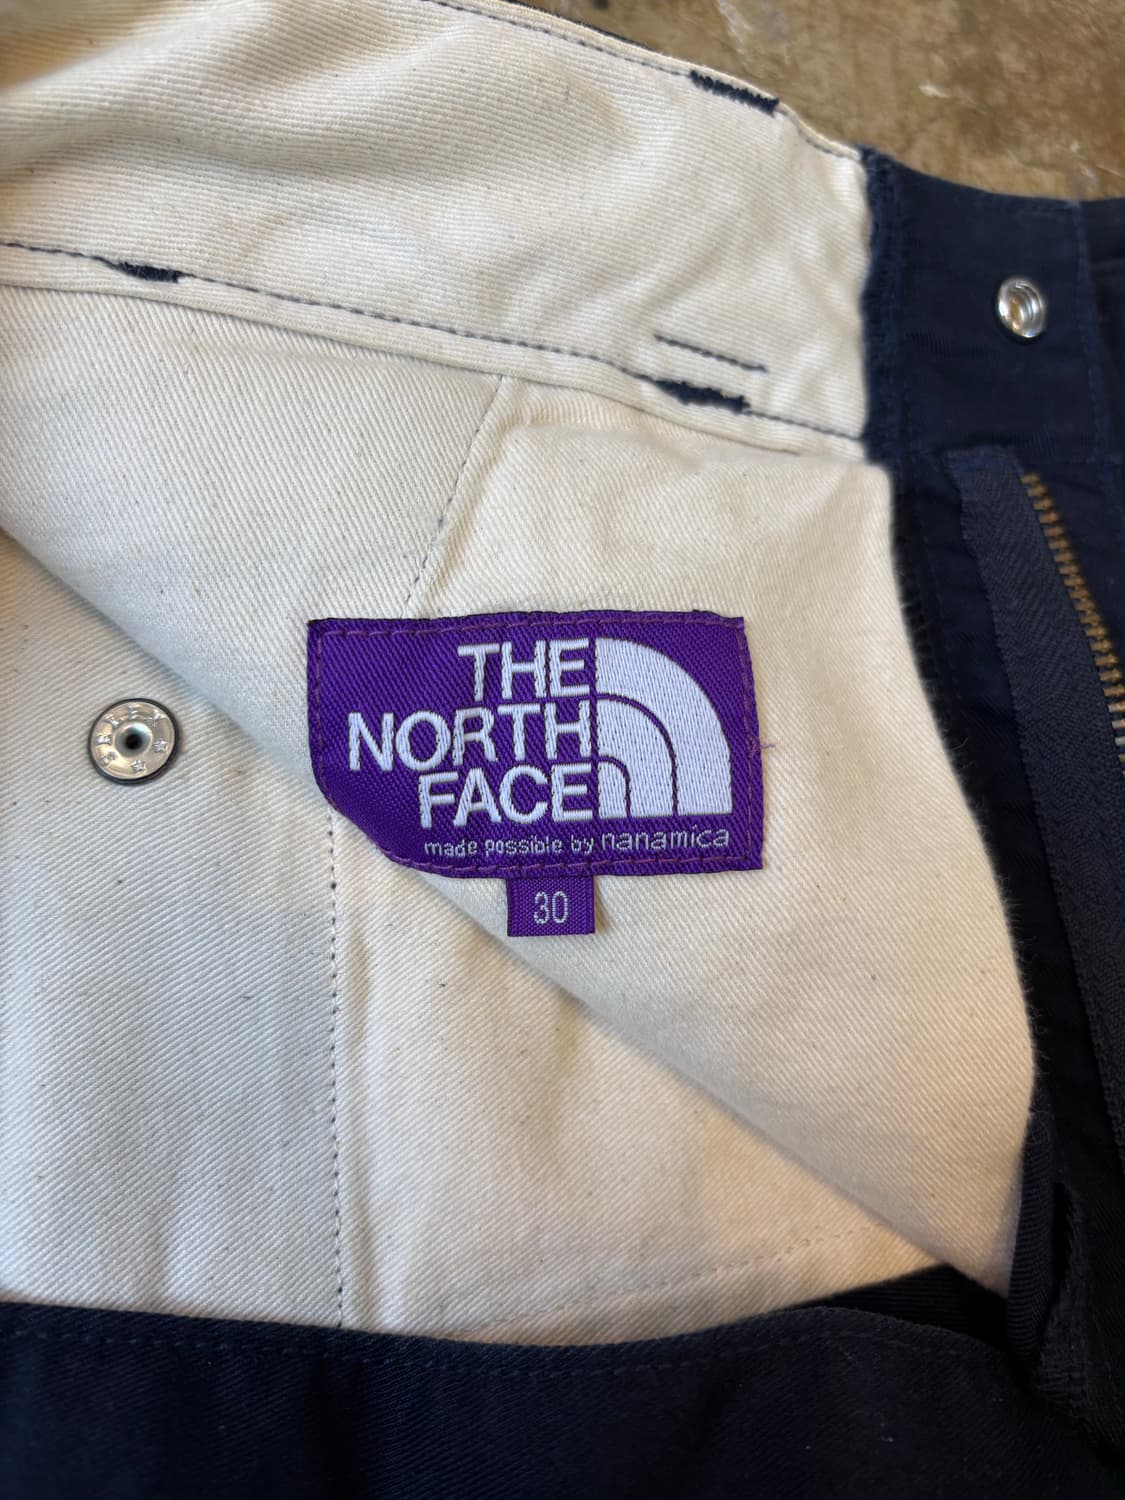 THE
NORTH
FACE
made possible by nanamica
30